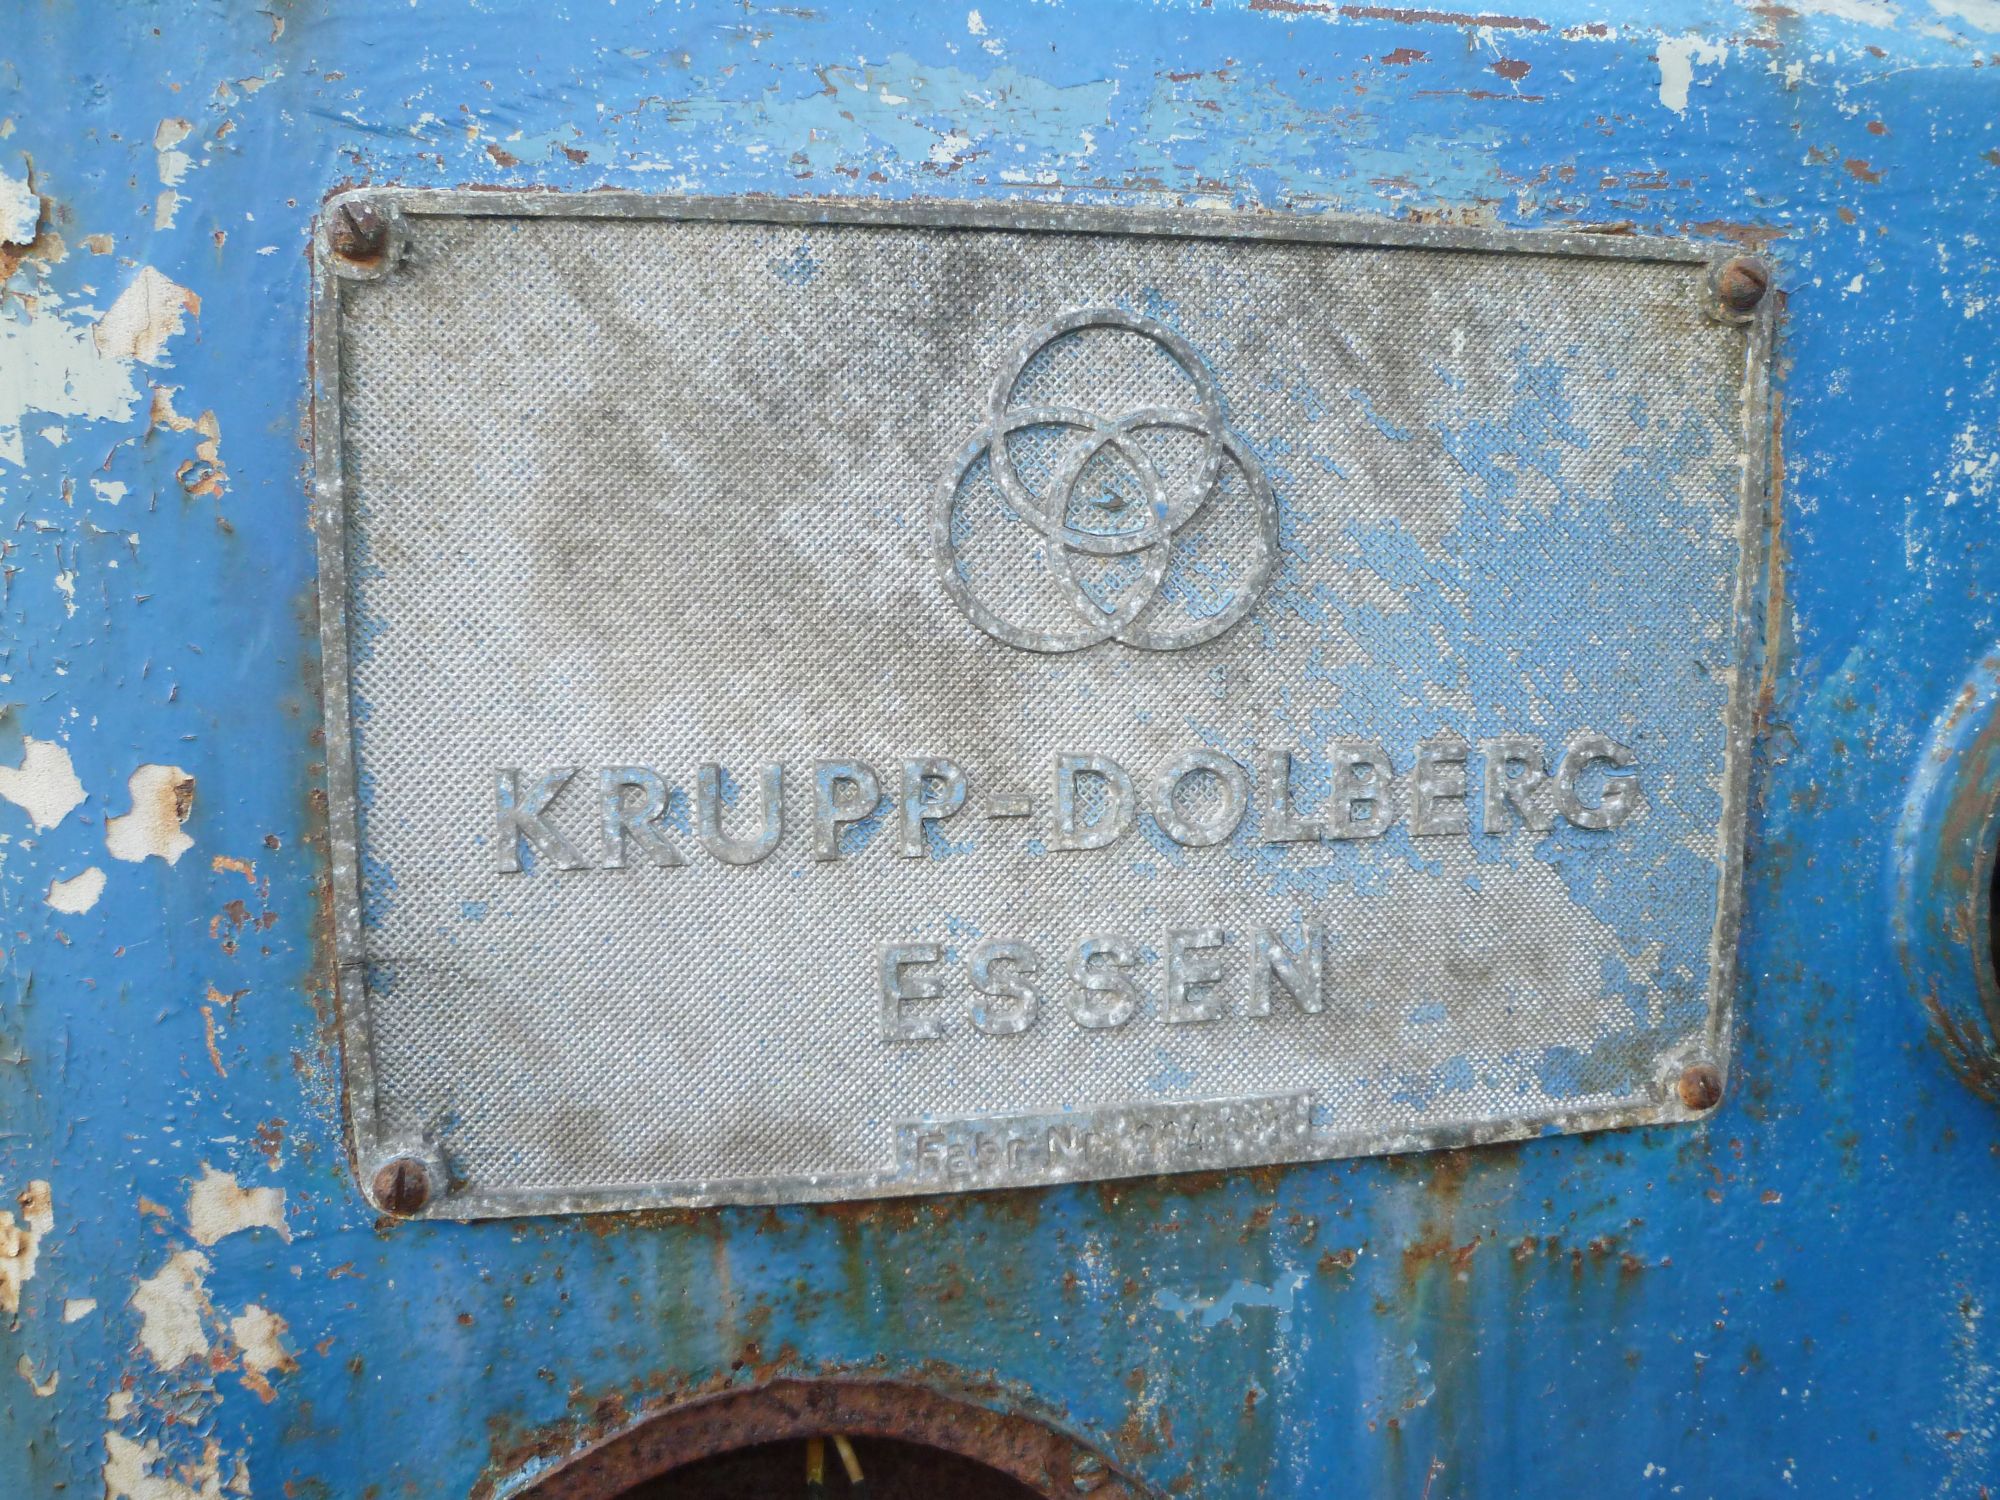 KRUPP-DOLBERG
ESSEN
Fabr. Nr.